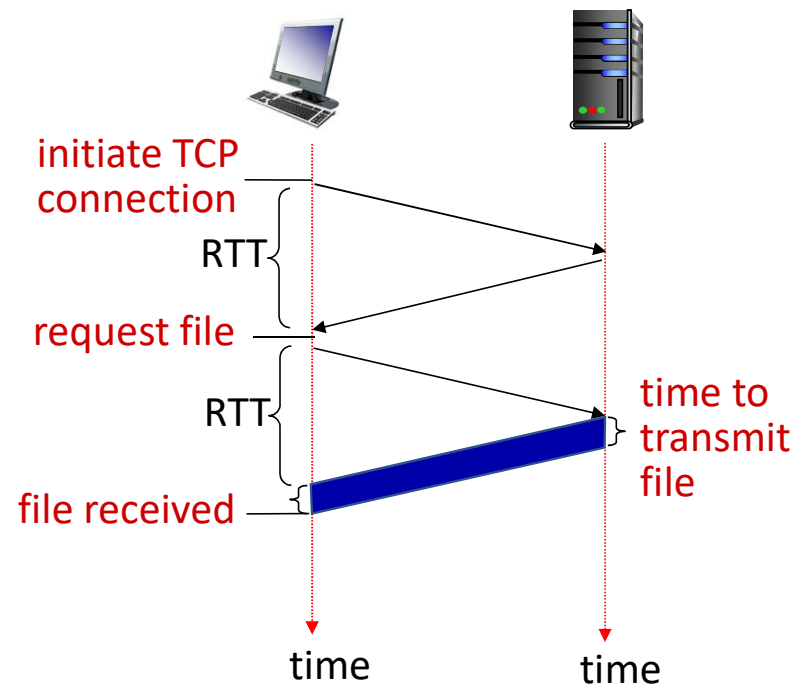 initiate TCP
connection
RTT
request file
RTT
time to
transmit
file
file received
time
time